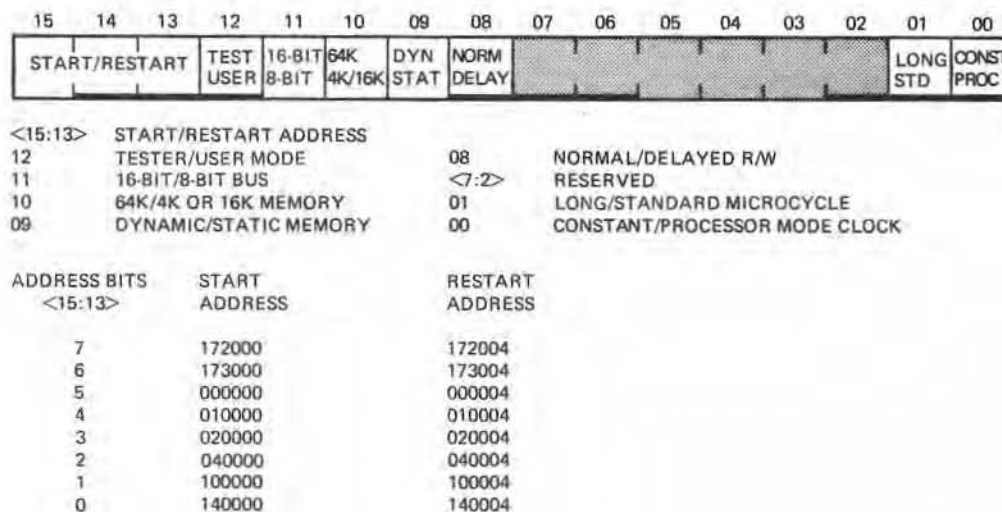 15 14 13 12 11 10 09 08 07 06 05 04 03 02 01 00
START/RESTART TEST 16-BIT 64K DYN NORM LONG CONST
USER 8-BIT 4K/16K STAT DELAY STD PROC
<15:13> START/RESTART ADDRESS
12 TESTER/USER MODE 08 NORMAL/DELAYED R/W
11 16-BIT/8-BIT BUS <7:2> RESERVED
10 64K/4K OR 16K MEMORY 01 LONG/STANDARD MICROCYCLE
09 DYNAMIC/STATIC MEMORY 00 CONSTANT/PROCESSOR MODE CLOCK
ADDRESS BITS START RESTART
<15:13> ADDRESS ADDRESS
7 172000 172004
6 173000 173004
5 000000 000004
4 010000 010004
3 020000 020004
2 040000 040004
1 100000 100004
0 140000 140004